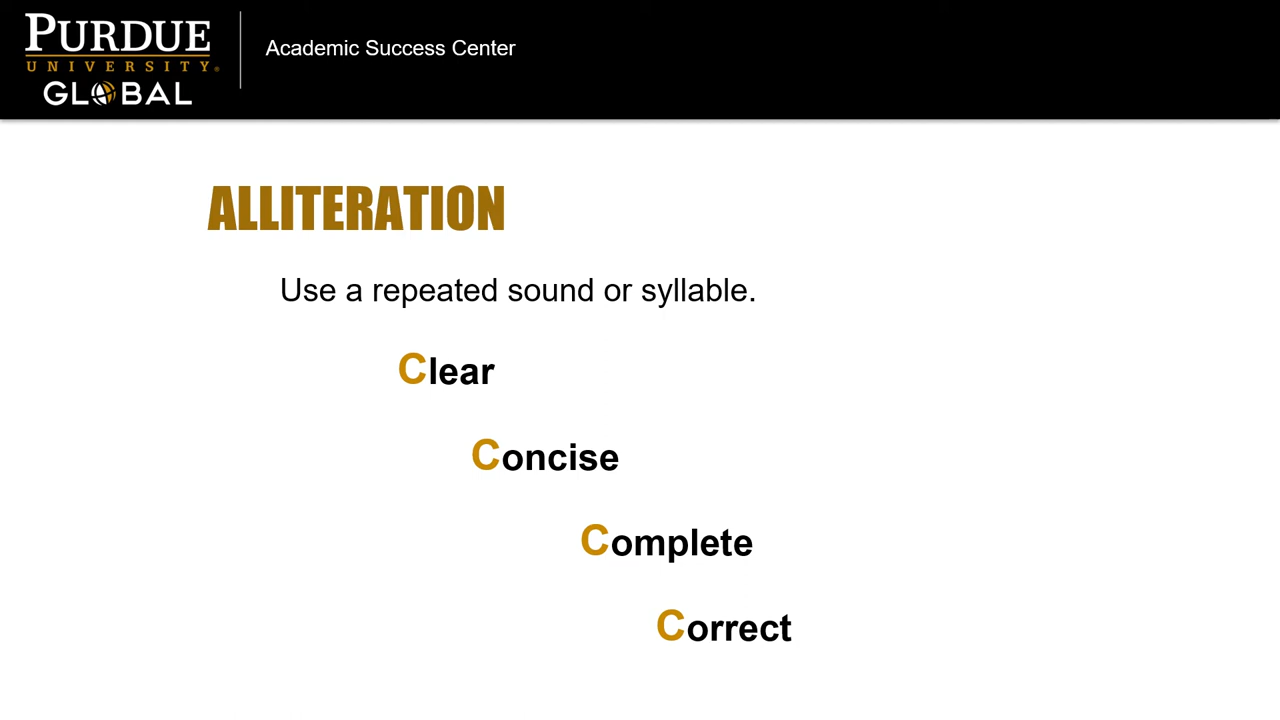 PURDUE
UNIVERSITY®
GLOBAL
Academic Success Center
ALLITERATION
Use a repeated sound or syllable.
Clear
Concise
Complete
Correct